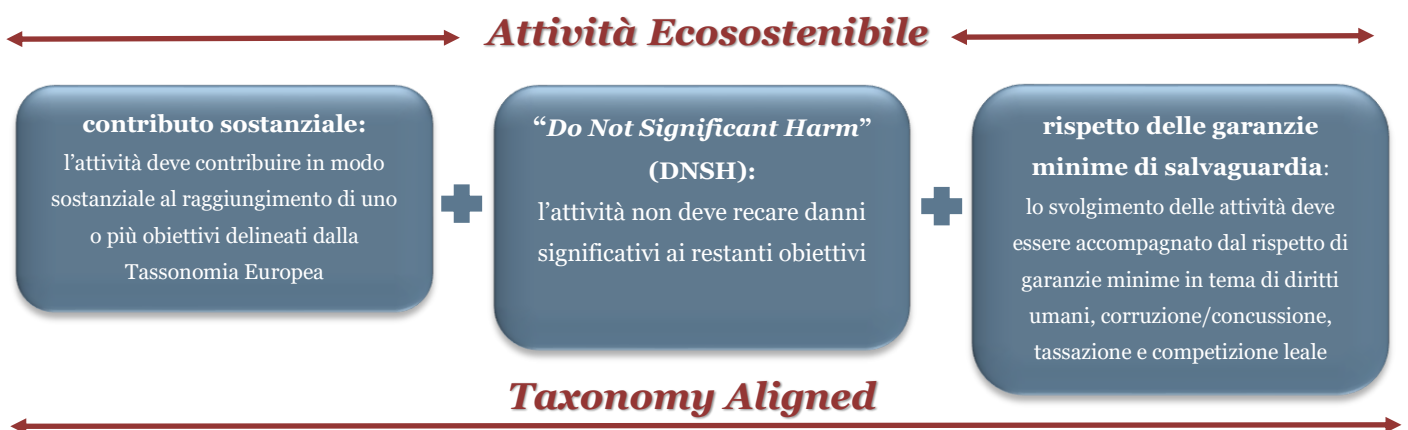 Attività Ecosostenibile
contributo sostanziale:
l'attività deve contribuire in modo
sostanziale al raggiungimento di uno
o più obiettivi delineati dalla
Tassonomia Europea
“Do Not Significant Harm”
(DNSH):
l'attività non deve recare danni
significativi ai restanti obiettivi
rispetto delle garanzie
minime di salvaguardia:
lo svolgimento delle attività deve
essere accompagnato dal rispetto di
garanzie minime in tema di diritti
umani, corruzione/concussione,
tassazione e competizione leale
Taxonomy Aligned